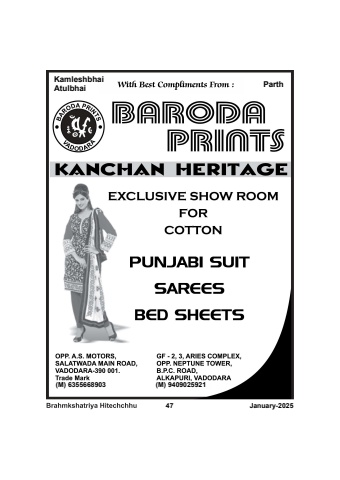 Kamleshbhai
Atulbhai
With Best Compliments From :
Parth
BARODA PRINTS
VADODARA
BARODA
PRINTS
KANCHAN HERITAGE
EXCLUSIVE SHOW ROOM
FOR
COTTON
PUNJABI SUIT
SAREES
BED SHEETS
OPP. A.S. MOTORS,
SALATWADA MAIN ROAD,
VADODARA-390 001.
Trade Mark
(M) 6355668903
GF - 2, 3, ARIES COMPLEX,
OPP. NEPTUNE TOWER,
B.P.C. ROAD,
ALKAPURI, VADODARA
(M) 9409025921
Brahmkshatriya Hitechchhu
47
January-2025